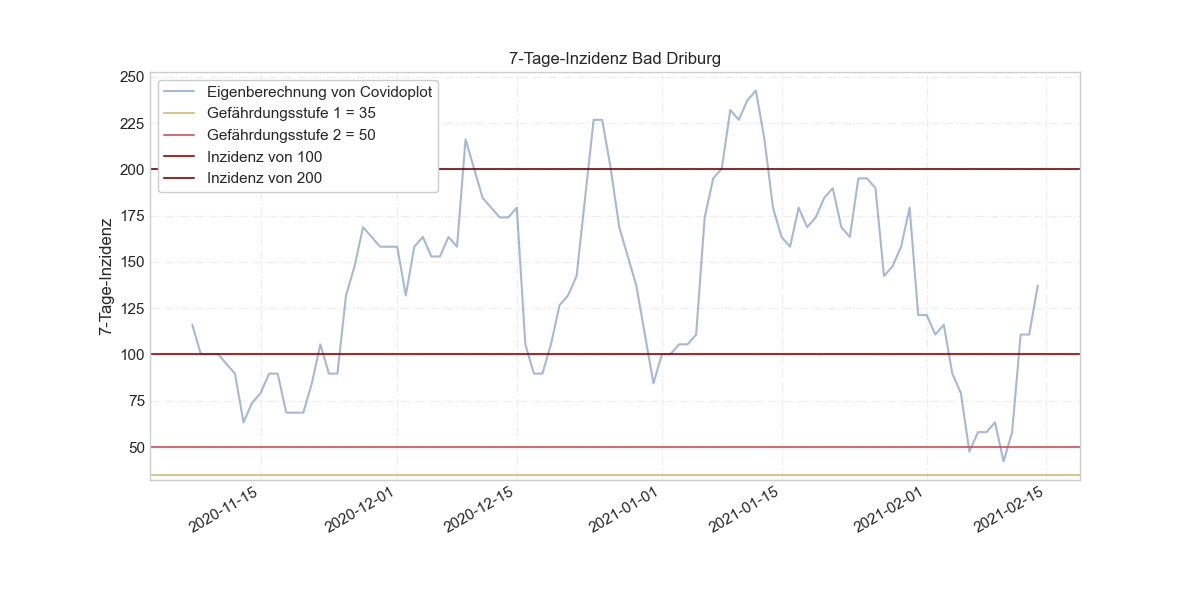 7-Tage-Inzidenz Bad Driburg
Eigenberechnung von Covidoplot
Gefährdungsstufe 1 = 35
Gefährdungsstufe 2 = 50
Inzidenz von 100
Inzidenz von 200
7-Tage-Inzidenz
250
225
200
175
150
125
100
75
50
2020-11-15
2020-12-01
2020-12-15
2021-01-01
2021-01-15
2021-02-01
2021-02-15